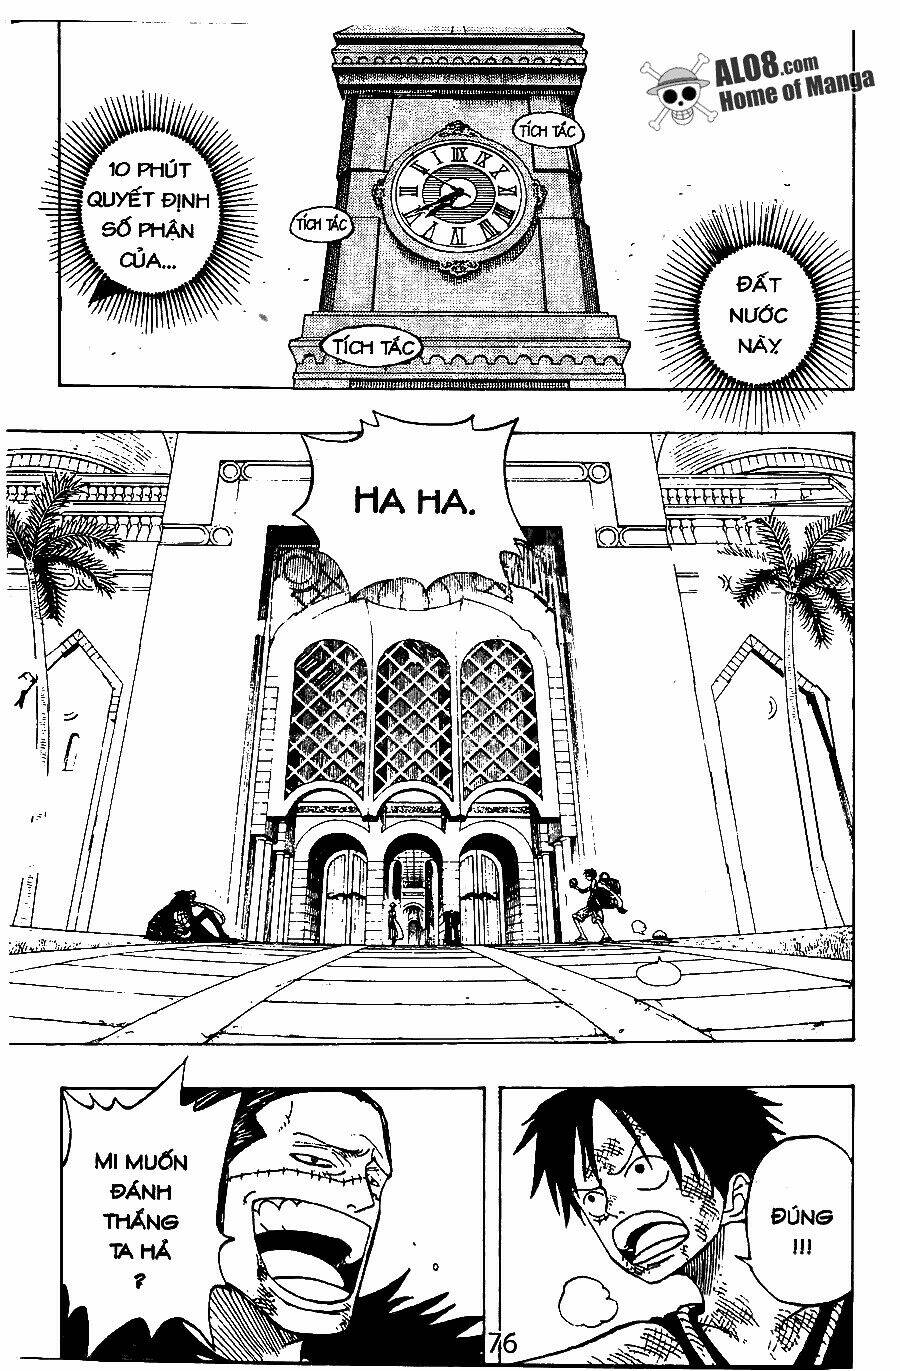 ALO8.com
Home of Manga
10 PHÚT
QUYẾT ĐỊNH
SỐ PHẬN
CỦA...
TÍCH TẮC
TÍCH TẮC
TÍCH TẮC
ĐẤT
NƯỚC
NÀY.
HA HA.
MI MUỐN
ĐÁNH
THẮNG
TA HẢ
?
ĐÚNG
!!!
76